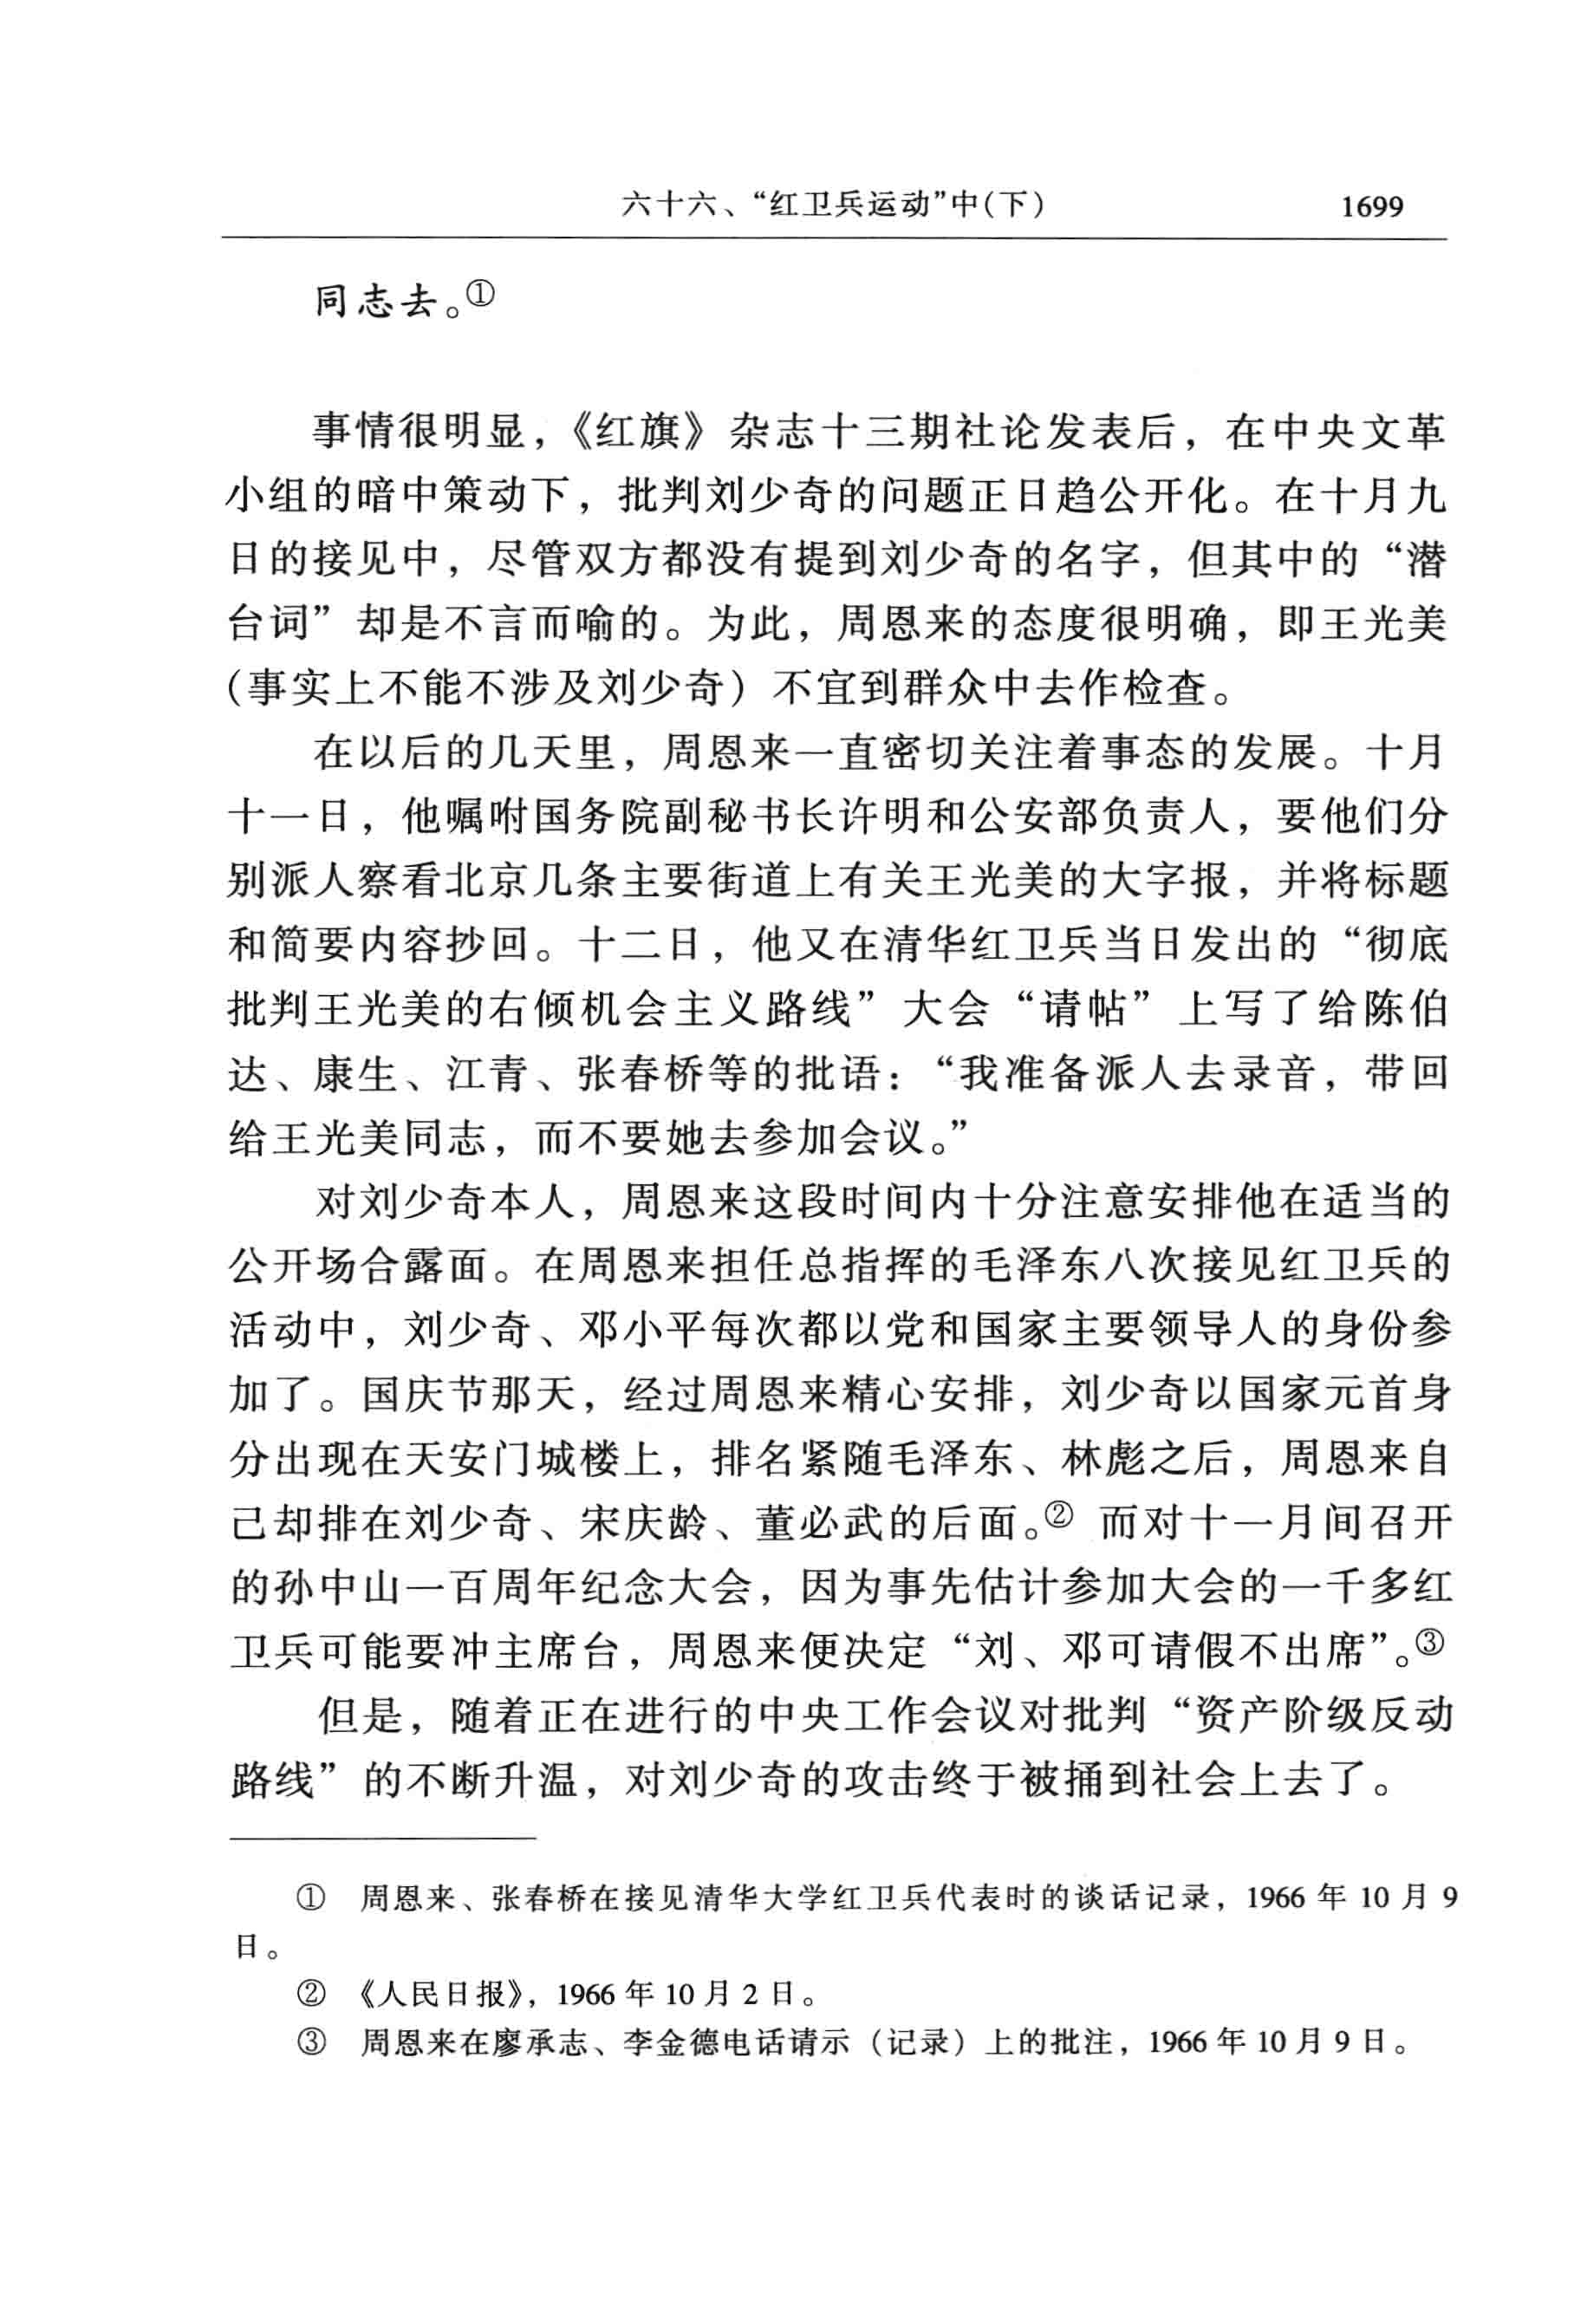 六十六、“红卫兵运动”中(下) 1699
同志去。①
事情很明显，《红旗》杂志十三期社论发表后，在中央文革
小组的暗中策动下，批判刘少奇的问题正日趋公开化。在十月九
日的接见中，尽管双方都没有提到刘少奇的名字，但其中的“潜
台词”却是不言而喻的。为此，周恩来的态度很明确，即王光美
(事实上不能不涉及刘少奇）不宜到群众中去作检查。
在以后的几天里，周恩来一直密切关注着事态的发展。十月
十一日，他嘱咐国务院副秘书长许明和公安部负责人，要他们分
别派人察看北京几条主要街道上有关王光美的大字报，并将标题
和简要内容抄回。十二日，他又在清华红卫兵当日发出的“彻底
批判王光美的右倾机会主义路线”大会“请帖”上写了给陈伯
达、康生、江青、张春桥等的批语：“我准备派人去录音，带回
给王光美同志，而不要她去参加会议。”
对刘少奇本人，周恩来这段时间内十分注意安排他在适当的
公开场合露面。在周恩来担任总指挥的毛泽东八次接见红卫兵的
活动中，刘少奇、邓小平每次都以党和国家主要领导人的身份参
加了。国庆节那天，经过周恩来精心安排，刘少奇以国家元首身
分出现在天安门城楼上，排名紧随毛泽东、林彪之后，周恩来自
己却排在刘少奇、宋庆龄、董必武的后面。② 而对十一月间召开
的孙中山一百周年纪念大会，因为事先估计参加大会的一千多红
卫兵可能要冲主席台，周恩来便决定“刘、邓可请假不出席”。③
但是，随着正在进行的中央工作会议对批判“资产阶级反动
路线”的不断升温，对刘少奇的攻击终于被捅到社会上去了。
① 周恩来、张春桥在接见清华大学红卫兵代表时的谈话记录，1966 年 10 月 9
日。
② 《人民日报》，1966 年 10 月 2 日。
③ 周恩来在廖承志、李金德电话请示（记录）上的批注，1966 年 10 月 9 日。